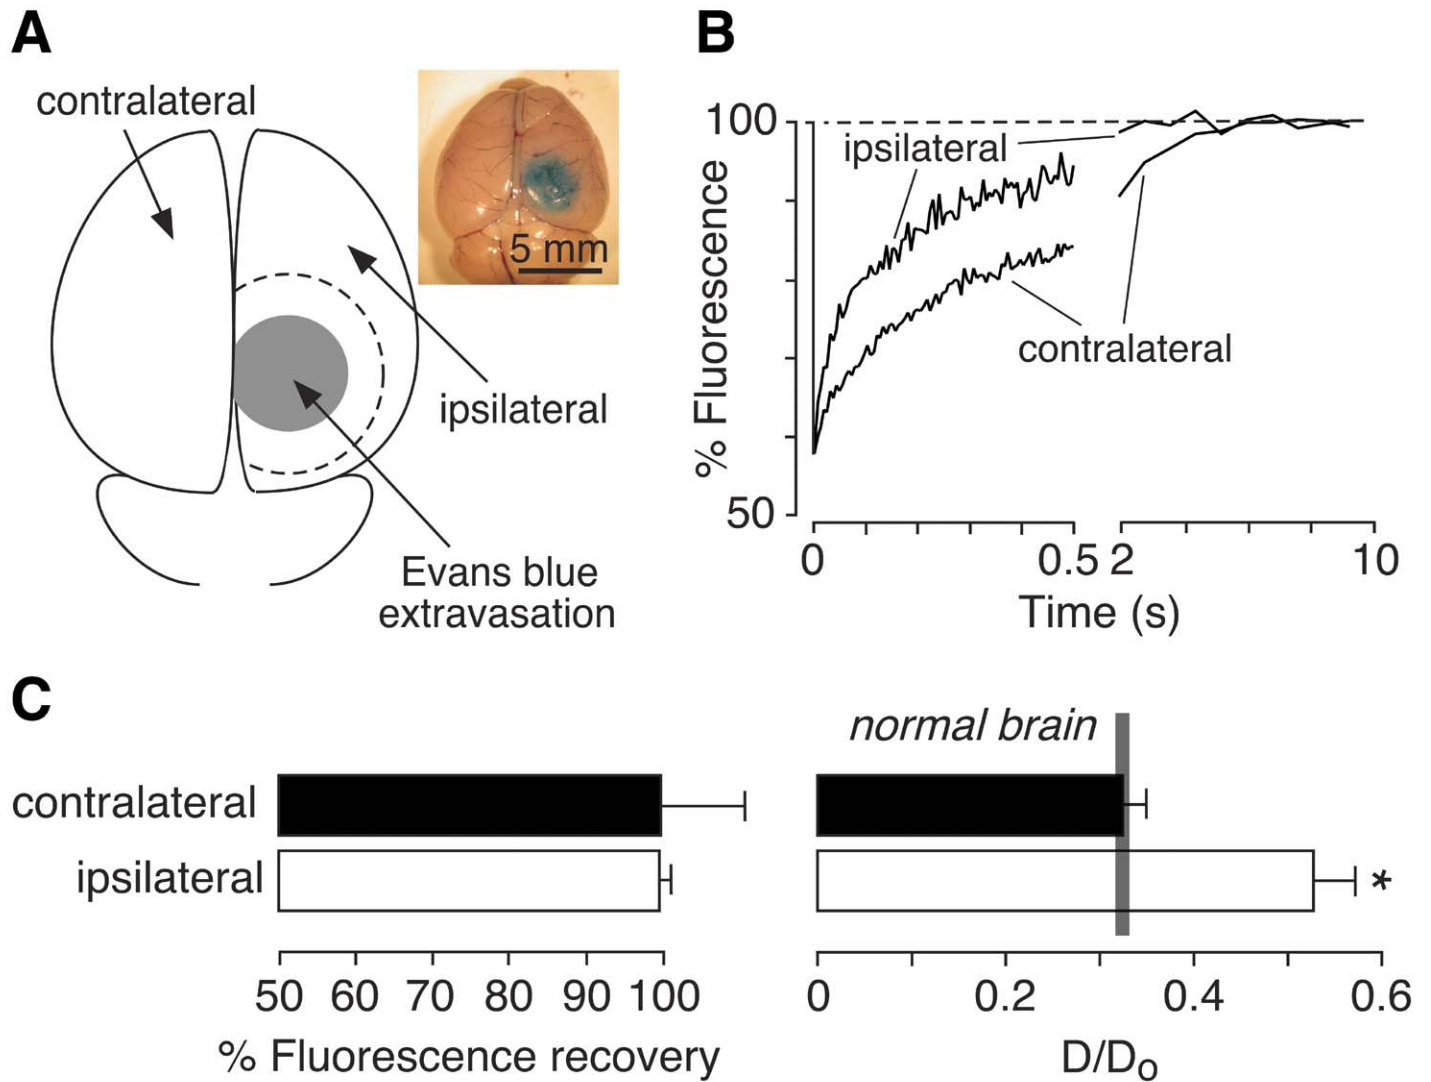 A
contralateral
5 mm
ipsilateral
Evans blue
extravasation
B
100
ipsilateral
contralateral
% Fluorescence
50
0 0.5 2 10
Time (s)
C
normal brain
contralateral
ipsilateral
*
50 60 70 80 90 100
% Fluorescence recovery
0 0.2 0.4 0.6
D/Do